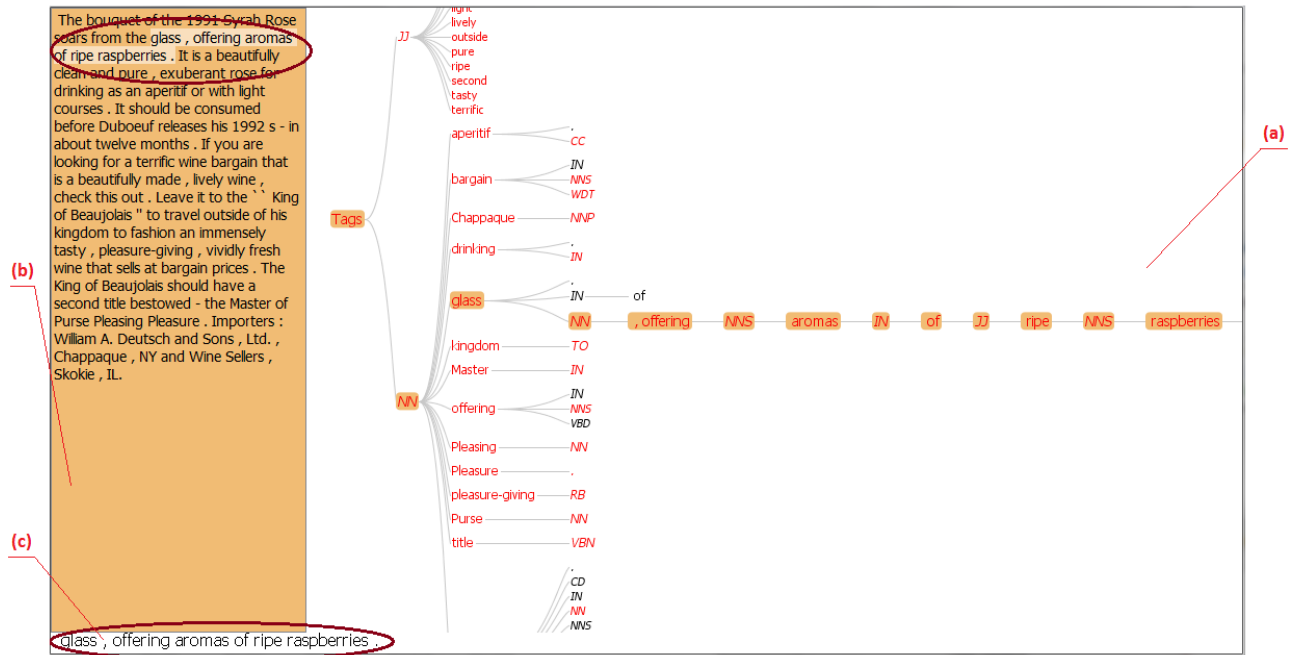 The bouquet of the 1991 Syrah Rose
soars from the glass , offering aromas
of ripe raspberries . It is a beautifully
clean and pure , exuberant rose for
drinking as an aperitif or with light
courses . It should be consumed
before Duboeuf releases his 1992 s - in
about twelve months . If you are
looking for a terrific wine bargain that
is a beautifully made , lively wine ,
check this out . Leave it to the ` ` King
of Beaujolais " to travel outside of his
kingdom to fashion an immensely
tasty , pleasure-giving , vividly fresh
wine that sells at bargain prices . The
King of Beaujolais should have a
second title bestowed - the Master of
Purse Pleasing Pleasure . Importers :
William A. Deutsch and Sons , Ltd. ,
Chappaque , NY and Wine Sellers ,
Skokie , IL.
(b)
(c)
glass , offering aromas of ripe raspberries .
Tags
JJ
light
lively
outside
pure
ripe
second
tasty
terrific
NN
aperitif
.
CC
bargain
IN
NNS
WDT
Chappaque NNP
drinking
.
IN
glass
.
IN of
NN , offering NNS aromas IN of JJ ripe NNS raspberries
kingdom TO
Master IN
offering
IN
NNS
VBD
Pleasing NN
Pleasure .
pleasure-giving RB
Purse NN
title VBN
.
CD
IN
NN
NNS
(a)